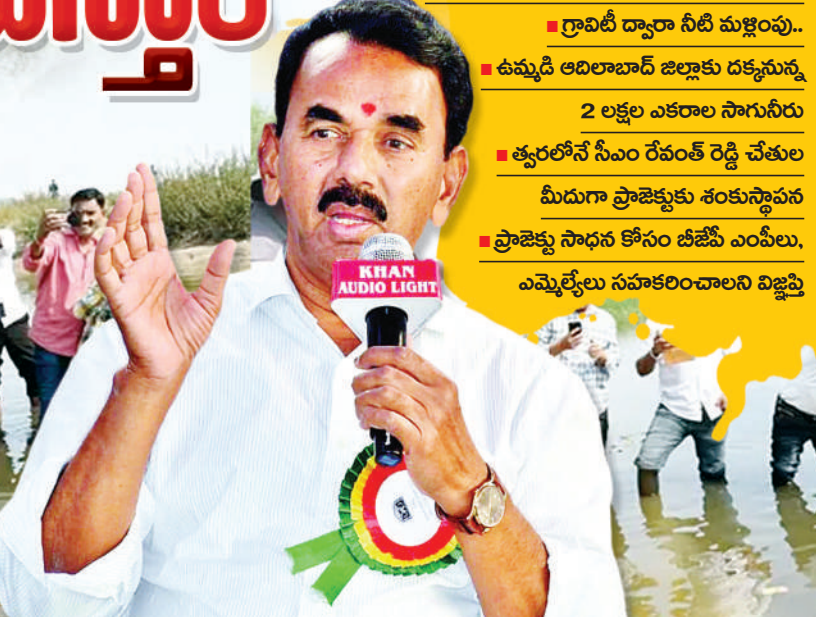 గ్రావిటీ ద్వారా నీటి మళ్లింపు..
ఉమ్మడి ఆదిలాబాద్ జిల్లాకు దక్కనున్న
2 లక్షల ఎకరాల సాగునీరు
త్వరలోనే సీఎం రేవంత్ రెడ్డి చేతుల
మీదుగా ప్రాజెక్టుకు శంకుస్థాపన
ప్రాజెక్టు సాధన కోసం బీజేపీ ఎంపీలు,
ఎమ్మెల్యేలు సహకరించాలని విజ్ఞప్తి
KHAN
AUDIO LIGHT